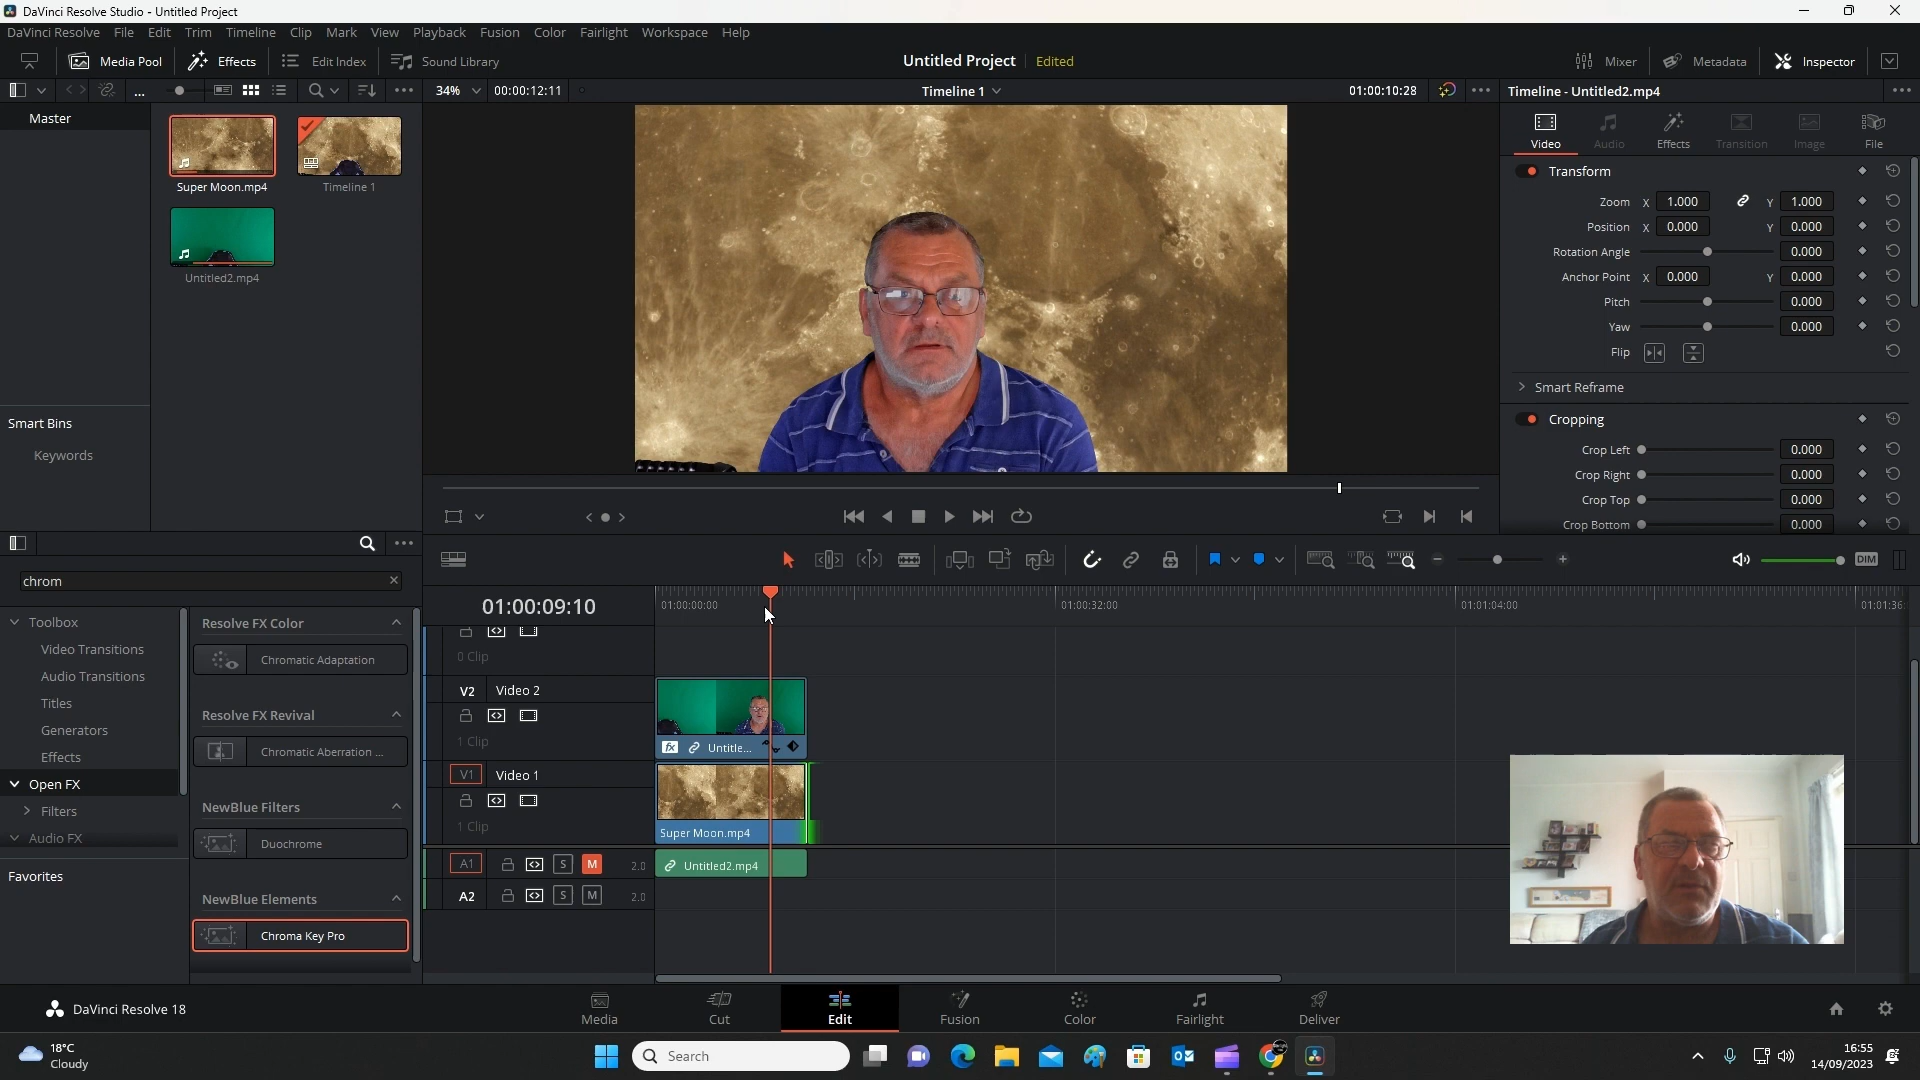 DaVinci Resolve Studio - Untitled Project
DaVinci Resolve File Edit Trim Timeline Clip Mark View Playback Fusion Color Fairlight Workspace Help
Media Pool Effects Edit Index Sound Library Untitled Project Edited Mixer Metadata Inspector
... 34% 00:00:12:11 Timeline 1 01:00:10:28 Timeline - Untitled2.mp4
Master
Super Moon.mp4 Timeline 1
Untitled2.mp4
Smart Bins
Keywords
Video Audio Effects Transition Image File
Transform
Zoom X 1.000 Y 1.000
Position X 0.000 Y 0.000
Rotation Angle 0.000
Anchor Point X 0.000 Y 0.000
Pitch 0.000
Yaw 0.000
Flip
Smart Reframe
Cropping
Crop Left 0.000
Crop Right 0.000
Crop Top 0.000
Crop Bottom 0.000
DIM
chrom
Toolbox
Video Transitions
Audio Transitions
Titles
Generators
Effects
Open FX
Filters
Audio FX
Favorites
Resolve FX Color
Chromatic Adaptation
Resolve FX Revival
Chromatic Aberration ...
NewBlue Filters
Duochrome
NewBlue Elements
Chroma Key Pro
01:00:09:10 01:00:00:00 01:00:32:00 01:01:04:00 01:01:36:
0 Clip
V2 Video 2
1 Clip
fx Untitle...
V1 Video 1
1 Clip
Super Moon.mp4
A1 S M 2.0 Untitled2.mp4
A2 S M 2.0
DaVinci Resolve 18 Media Cut Edit Fusion Color Fairlight Deliver
18°C
Cloudy
Search
16:55
14/09/2023